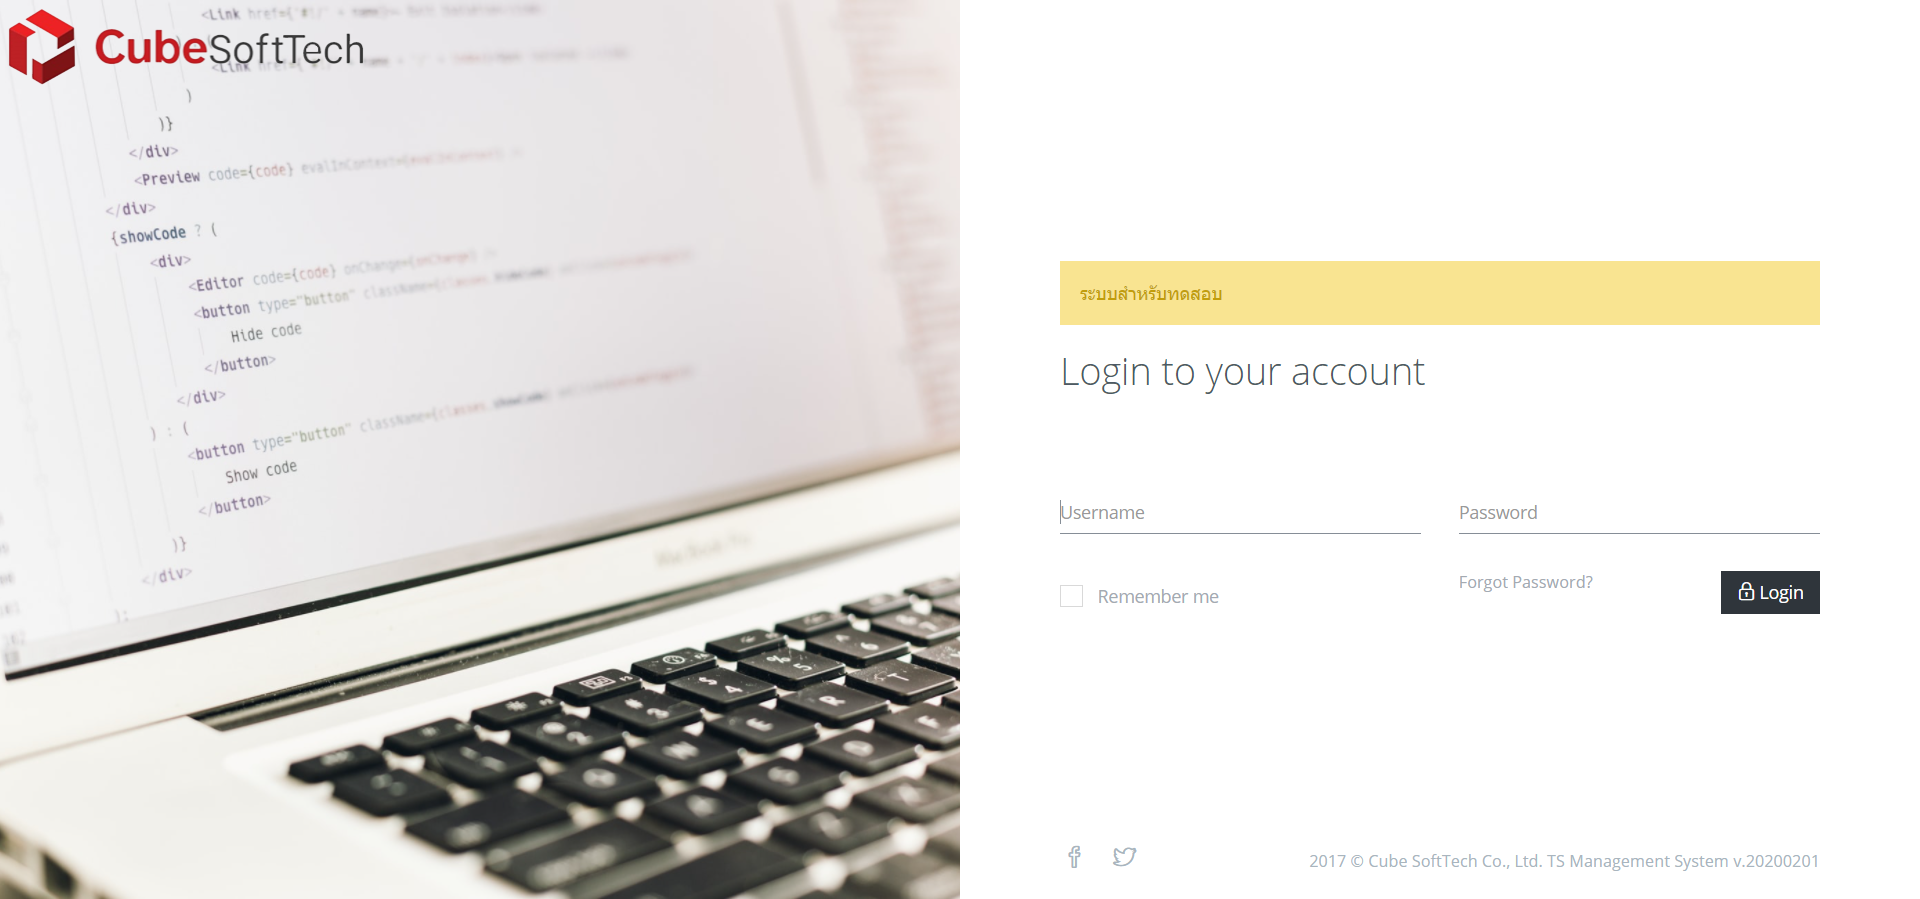 CubeSoftTech
<Link href={
)
)}
</div>
<Preview code={code} evalInContext={
</div>
{showCode ? (
<div>
<Editor code={code} onChange={onChange}
<button type="button" className={classes.
Hide code
</button>
</div>
) : (
<button type="button" className={classes.showCode}
Show code
</button>
)}
</div>
);
ระบบสำหรับทดสอบ
Login to your account
Username
Password
Remember me
Forgot Password?
Login
2017 © Cube SoftTech Co., Ltd. TS Management System v.20200201